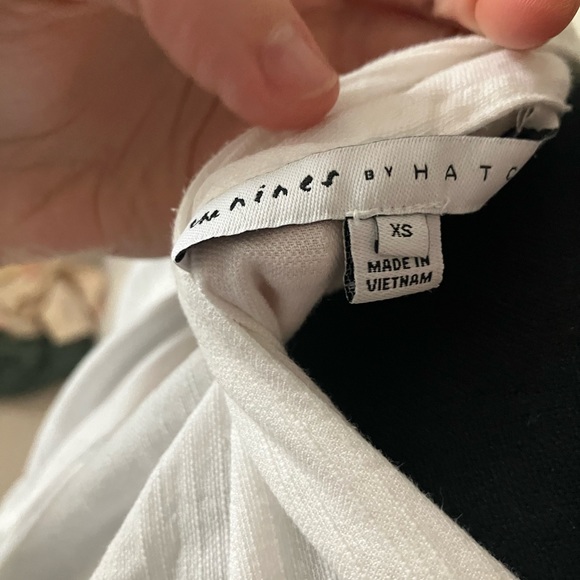 the nines BY HATC
XS
MADE IN
VIETNAM